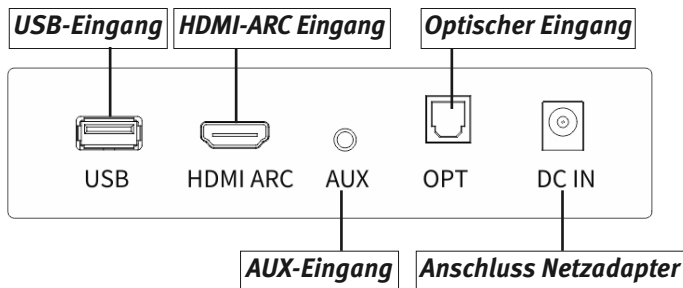 USB-Eingang HDMI-ARC Eingang Optischer Eingang
USB HDMI ARC AUX OPT DC IN
AUX-Eingang Anschluss Netzadapter